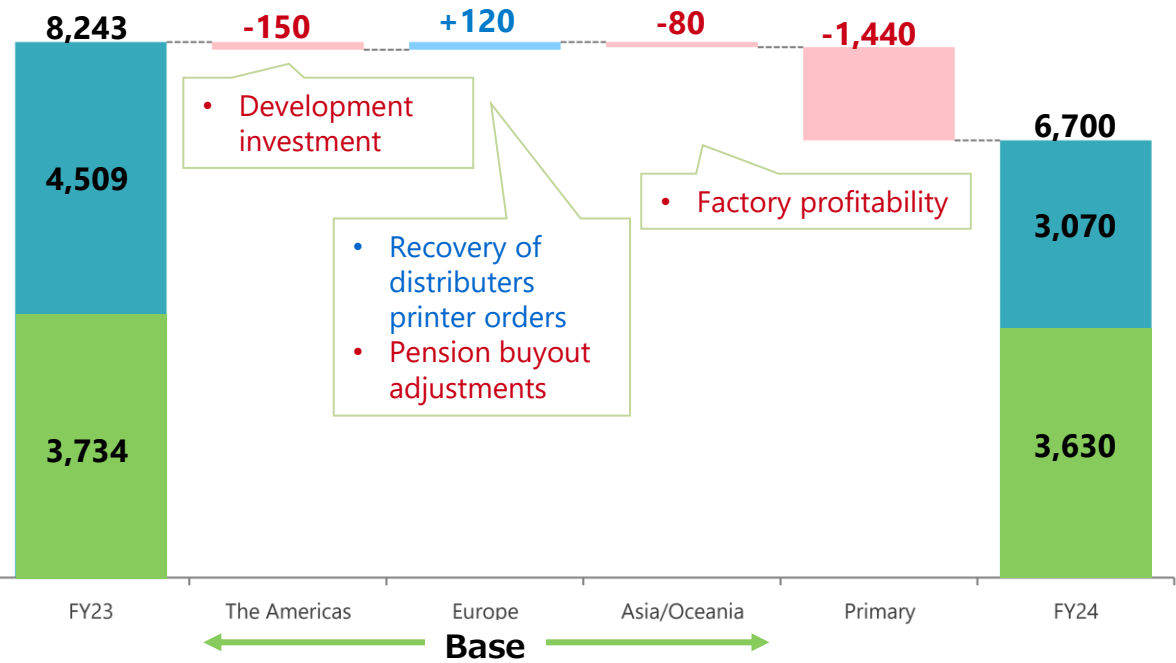 8,243
-150
+120
-80
-1,440
• Development
investment
6,700
4,509
• Factory profitability
3,070
• Recovery of
distributers
printer orders
• Pension buyout
adjustments
3,734
3,630
FY23
The Americas
Europe
Asia/Oceania
Primary
FY24
Base